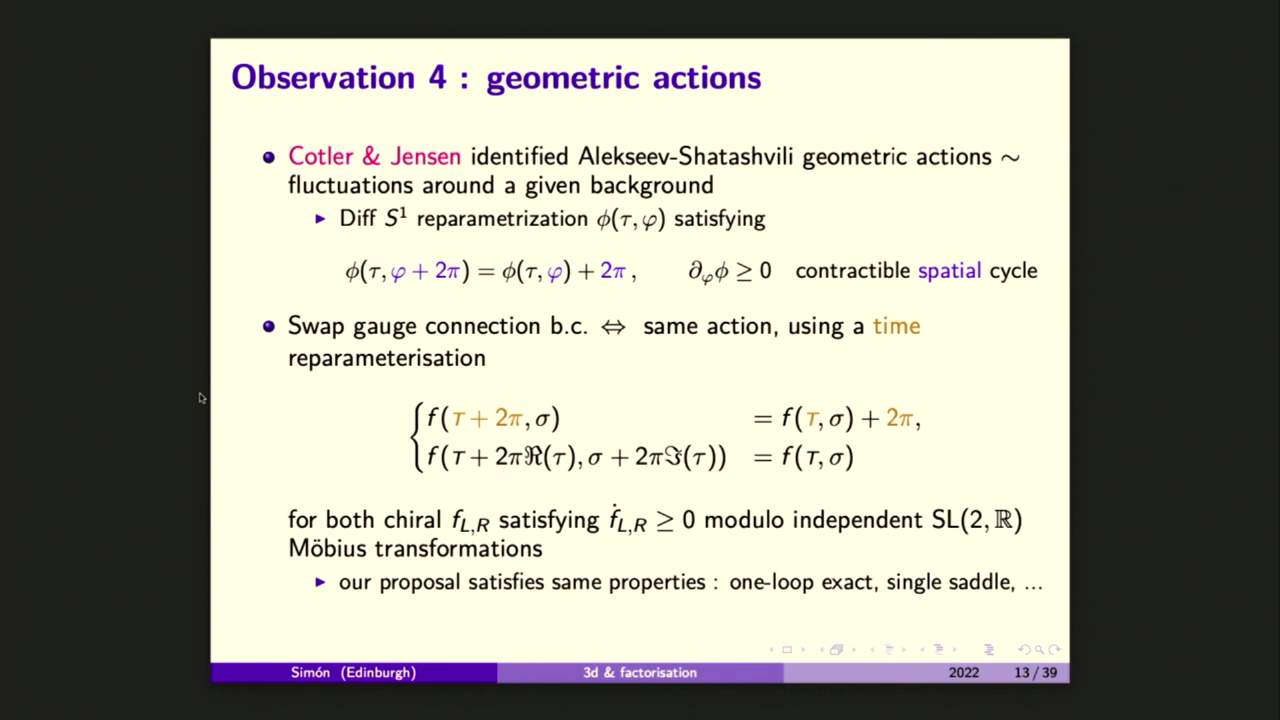 Observation 4 : geometric actions
Cotler & Jensen identified Alekseev-Shatashvili geometric actions ∼
fluctuations around a given background
Diff S¹ reparametrization ϕ(τ, φ) satisfying
ϕ(τ, φ + 2π) = ϕ(τ, φ) + 2π , ∂_φϕ ≥ 0 contractible spatial cycle
Swap gauge connection b.c. ⇔ same action, using a time
reparameterisation
f(τ + 2π, σ) = f(τ, σ) + 2π,
f(τ + 2πℜ(τ), σ + 2πℑ(τ)) = f(τ, σ)
for both chiral f_{L,R} satisfying ḟ_{L,R} ≥ 0 modulo independent SL(2, ℝ)
Möbius transformations
our proposal satisfies same properties : one-loop exact, single saddle, ...
Simón (Edinburgh) 3d & factorisation 2022 13 / 39